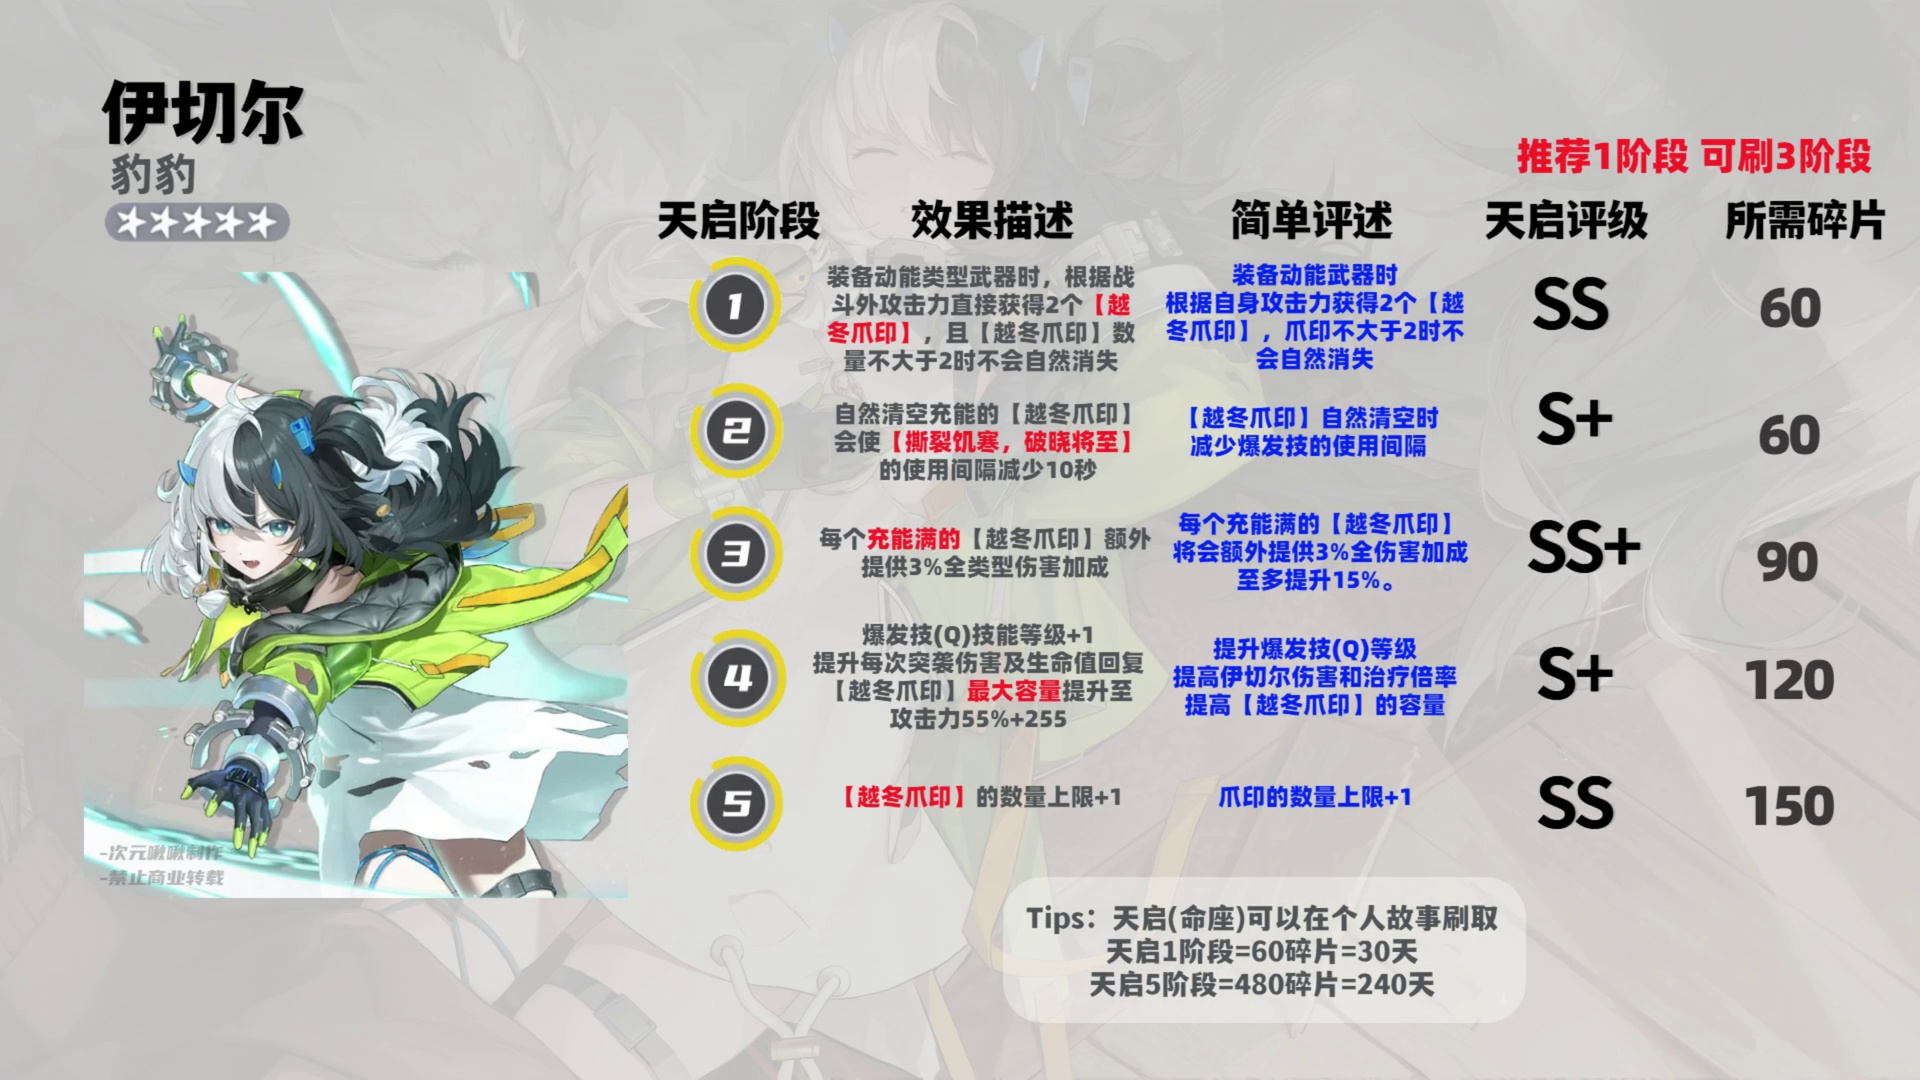 伊切尔
豹豹
推荐1阶段 可刷3阶段
天启阶段 效果描述 简单评述 天启评级 所需碎片
1
装备动能类型武器时，根据战
斗外攻击力直接获得2个【越
冬爪印】，且【越冬爪印】数
量不大于2时不会自然消失
装备动能武器时
根据自身攻击力获得2个【越
冬爪印】，爪印不大于2时不
会自然消失
SS
60
2
自然清空充能的【越冬爪印】
会使【撕裂饥寒，破晓将至】
的使用间隔减少10秒
【越冬爪印】自然清空时
减少爆发技的使用间隔
S+
60
3
每个充能满的【越冬爪印】额外
提供3%全类型伤害加成
每个充能满的【越冬爪印】
将会额外提供3%全伤害加成
至多提升15%。
SS+
90
4
爆发技(Q)技能等级+1
提升每次突袭伤害及生命值回复
【越冬爪印】最大容量提升至
攻击力55%+255
提升爆发技(Q)等级
提高伊切尔伤害和治疗倍率
提高【越冬爪印】的容量
S+
120
5
【越冬爪印】的数量上限+1
爪印的数量上限+1
SS
150
-次元啾啾制作
-禁止商业转载
Tips：天启(命座)可以在个人故事刷取
天启1阶段=60碎片=30天
天启5阶段=480碎片=240天